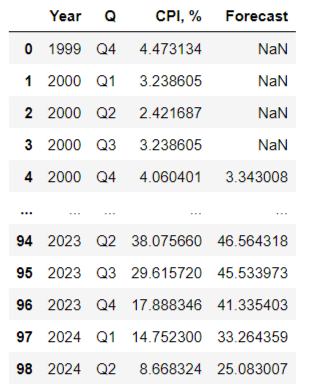 Year Q CPI, % Forecast
0 1999 Q4 4.473134 NaN
1 2000 Q1 3.238605 NaN
2 2000 Q2 2.421687 NaN
3 2000 Q3 3.238605 NaN
4 2000 Q4 4.060401 3.343008
... ... ... ... ...
94 2023 Q2 38.075660 46.564318
95 2023 Q3 29.615720 45.533973
96 2023 Q4 17.888346 41.335403
97 2024 Q1 14.752300 33.264359
98 2024 Q2 8.668324 25.083007